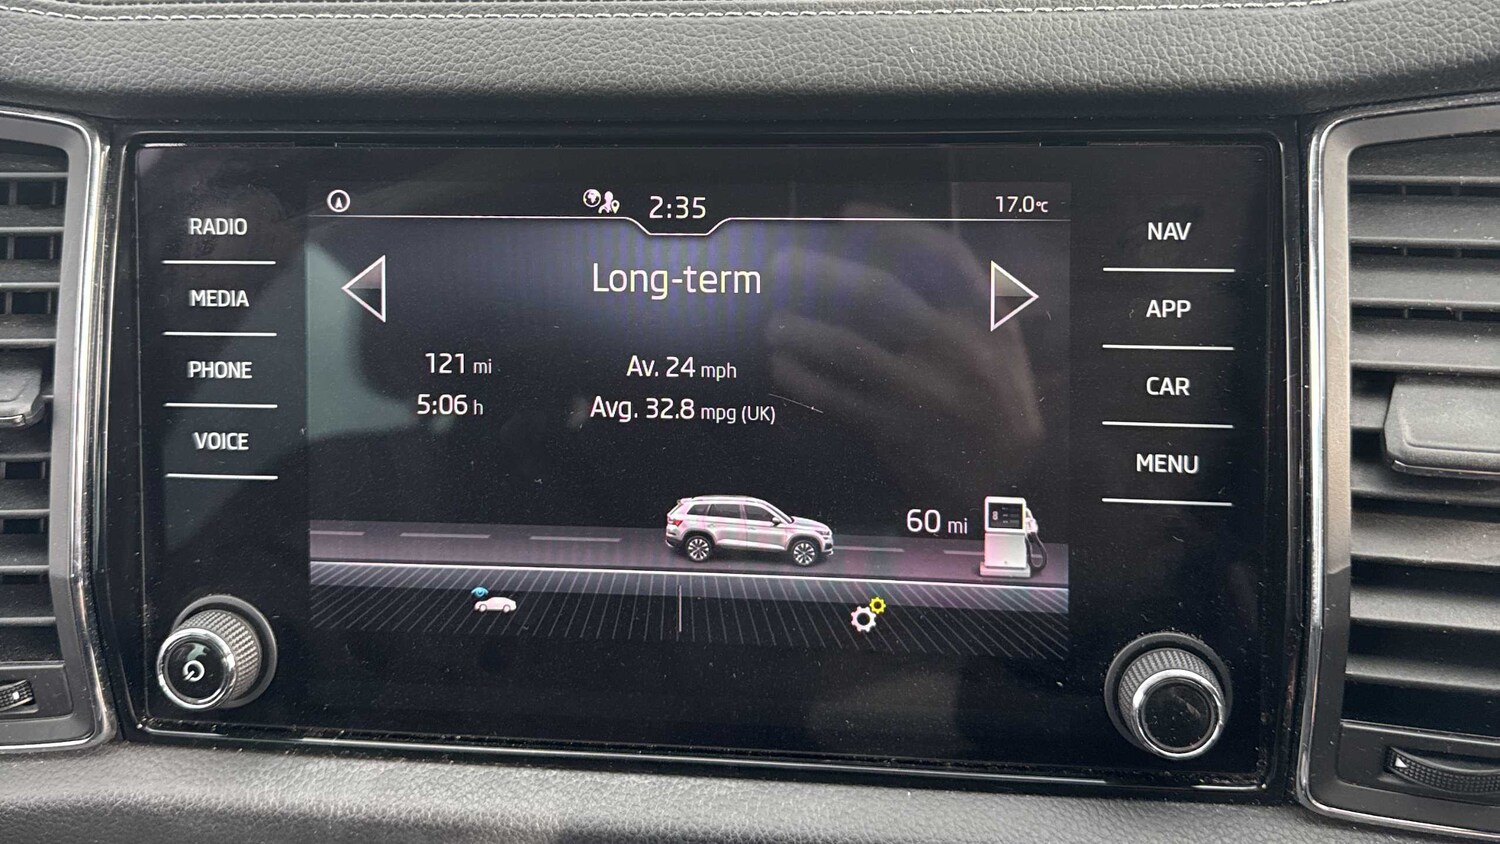 2:35
17.0°C
Long-term
121 mi
Av. 24 mph
5:06 h
Avg. 32.8 mpg (UK)
60 mi
8
RADIO
MEDIA
PHONE
VOICE
NAV
APP
CAR
MENU